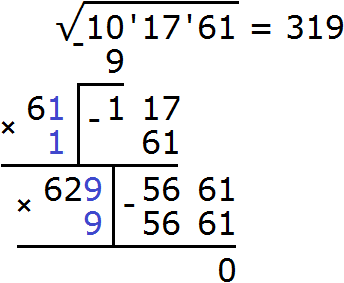 √10'17'61 = 319
- 9
× 61 - 1 17
1 61
× 629 - 56 61
9 56 61
0